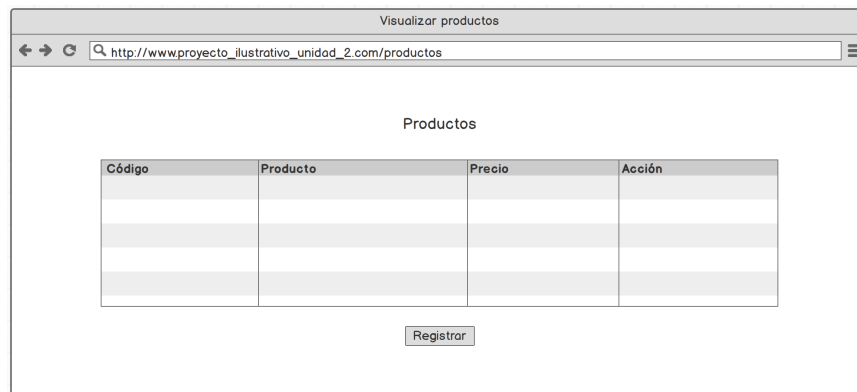 Visualizar productos
http://www.proyecto_ilustrativo_unidad_2.com/productos
Productos
Código Producto Precio Acción
Registrar